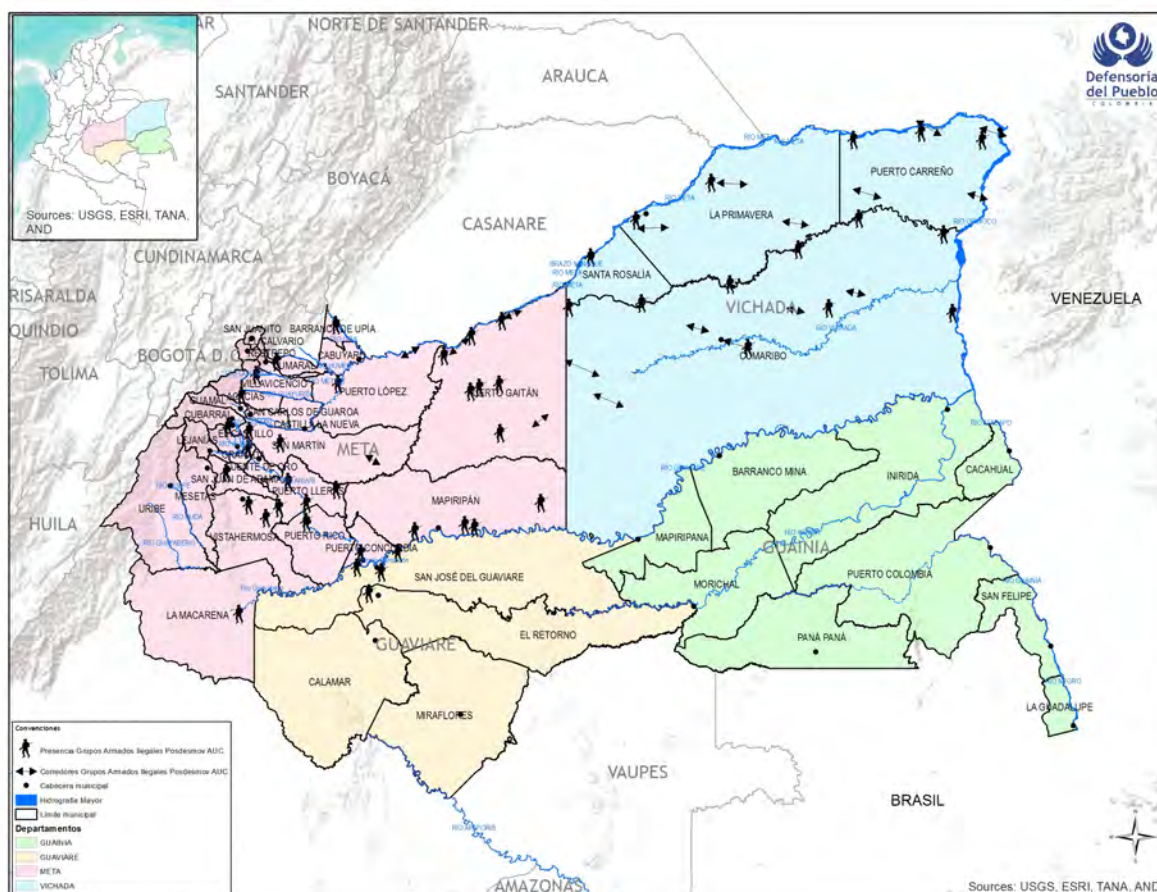 NORTE DE SANTANDER
ARAUCA
SANTANDER
BOYACÁ
CASANARE
CUNDINAMARCA
RISARALDA
QUINDIO
TOLIMA
HUILA
VAUPES
AMAZONAS
VENEZUELA
BRASIL
Defensoría
del Pueblo
COLOMBIA
Sources: USGS, ESRI, TANA,
AND
RIO META
PUERTO CARREÑO
LA PRIMAVERA
SANTA ROSALÍA
VICHADA
RIO VICHADA
CUMARIBO
SAN JUANITO
CALVARIO
BARRANCA DE UPÍA
VILLAVICENCIO
PUERTO LÓPEZ
GUAMAL
CUBARRAL
SAN CARLOS DE GUAROA
CASTILLA LA NUEVA
LEJANÍAS
SAN MARTÍN
META
MESETAS
URIBE
VISTAHERMOSA
PUERTO RICO
PUERTO LLERAS
PUERTO CONCORDIA
MAPIRIPÁN
LA MACARENA
SAN JOSÉ DEL GUAVIARE
EL RETORNO
GUAVIARE
CALAMAR
MIRAFLORES
BARRANCO MINA
INIRIDA
CACAHUAL
MAPIRIPANA
GUAINIA
MORICHAL
PUERTO COLOMBIA
SAN FELIPE
PANÁ PANÁ
LA GUADALUPE
Convenciones
Presencia Grupos Armados Ilegales Posdesmov AUC
Corredores Grupos Armados Ilegales Posdesmov AUC
Cabecera municipal
Hidrografía Mayor
Límite municipal
Departamentos
GUAINIA
GUAVIARE
META
VICHADA
Sources: USGS, ESRI, TANA, AND